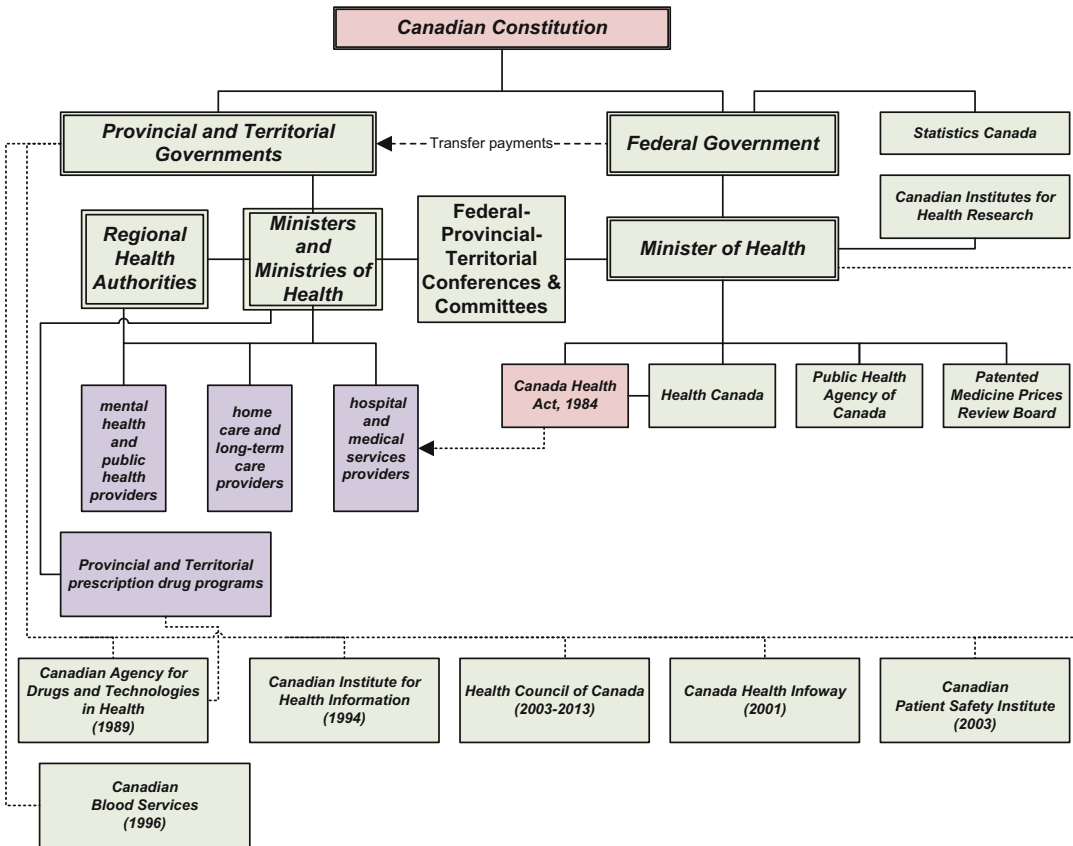 Canadian Constitution
Provincial and Territorial
Governments
Transfer payments
Federal Government
Statistics Canada
Canadian Institutes for
Health Research
Regional
Health
Authorities
Ministers
and
Ministries of
Health
Federal-
Provincial-
Territorial
Conferences &
Committees
Minister of Health
Canada Health
Act, 1984
Health Canada
Public Health
Agency of
Canada
Patented
Medicine Prices
Review Board
mental
health
and
public
health
providers
home
care and
long-term
care
providers
hospital
and
medical
services
providers
Provincial and Territorial
prescription drug programs
Canadian Agency for
Drugs and Technologies
in Health
(1989)
Canadian Institute for
Health Information
(1994)
Health Council of Canada
(2003-2013)
Canada Health Infoway
(2001)
Canadian
Patient Safety Institute
(2003)
Canadian
Blood Services
(1996)